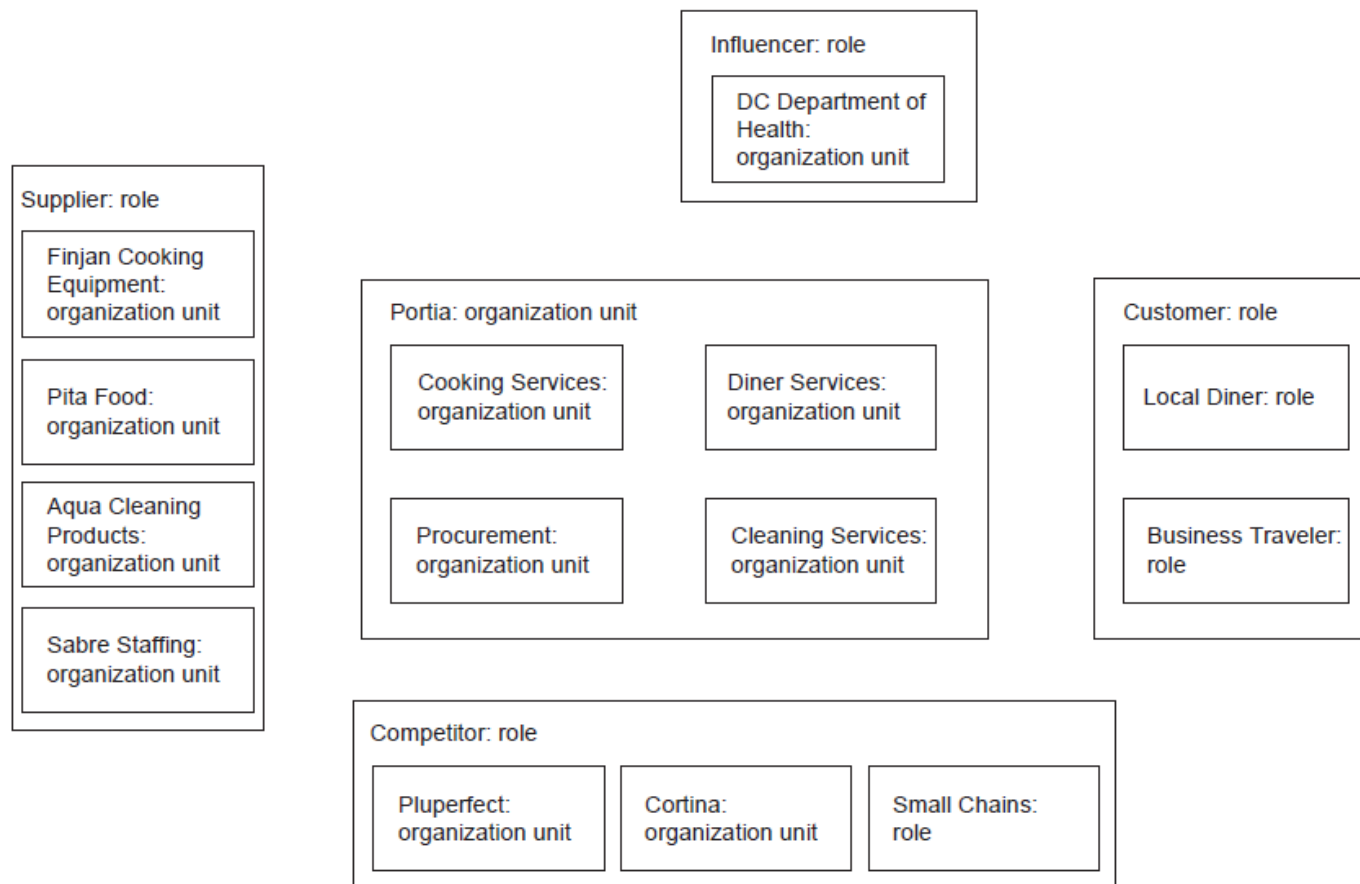 Influencer: role
DC Department of
Health:
organization unit
Supplier: role
Finjan Cooking
Equipment:
organization unit
Pita Food:
organization unit
Aqua Cleaning
Products:
organization unit
Sabre Staffing:
organization unit
Portia: organization unit
Cooking Services:
organization unit
Diner Services:
organization unit
Procurement:
organization unit
Cleaning Services:
organization unit
Customer: role
Local Diner: role
Business Traveler:
role
Competitor: role
Pluperfect:
organization unit
Cortina:
organization unit
Small Chains:
role